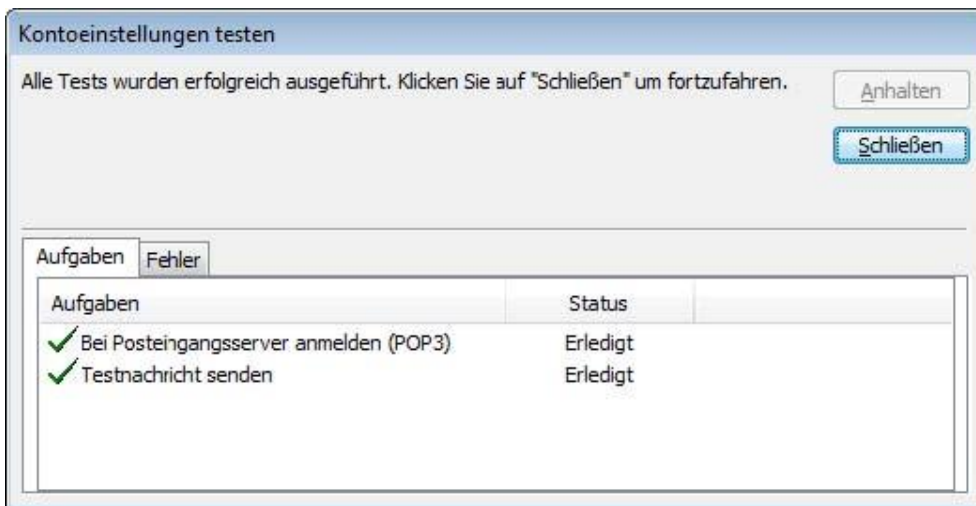 Kontoeinstellungen testen
Alle Tests wurden erfolgreich ausgeführt. Klicken Sie auf "Schließen" um fortzufahren.
Anhalten
Schließen
Aufgaben Fehler
Aufgaben Status
Bei Posteingangsserver anmelden (POP3) Erledigt
Testnachricht senden Erledigt